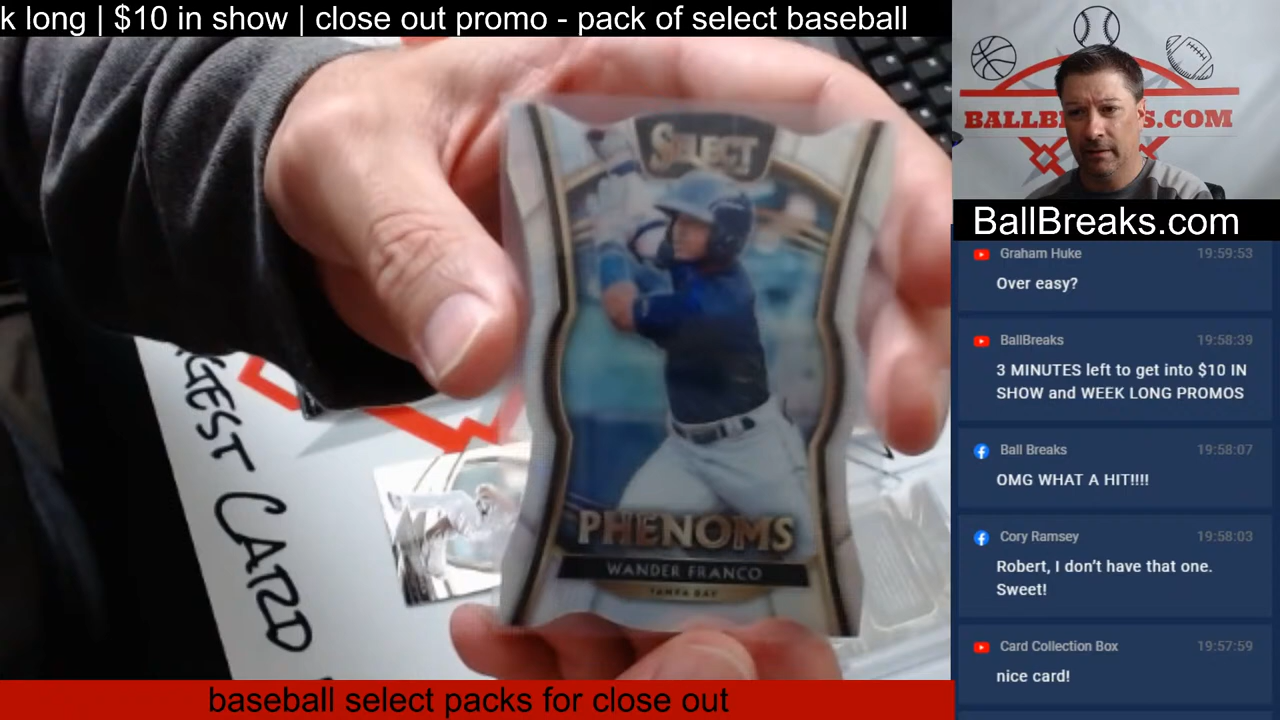 k long | $10 in show | close out promo - pack of select baseball
SELECT
PHENOMS
WANDER FRANCO
TAMPA BAY
GEST CARD
baseball select packs for close out
BallBreaks.com
Graham Huke 19:59:53
Over easy?
BallBreaks 19:58:39
3 MINUTES left to get into $10 IN
SHOW and WEEK LONG PROMOS
Ball Breaks 19:58:07
OMG WHAT A HIT!!!!
Cory Ramsey 19:58:03
Robert, I don't have that one.
Sweet!
Card Collection Box 19:57:59
nice card!